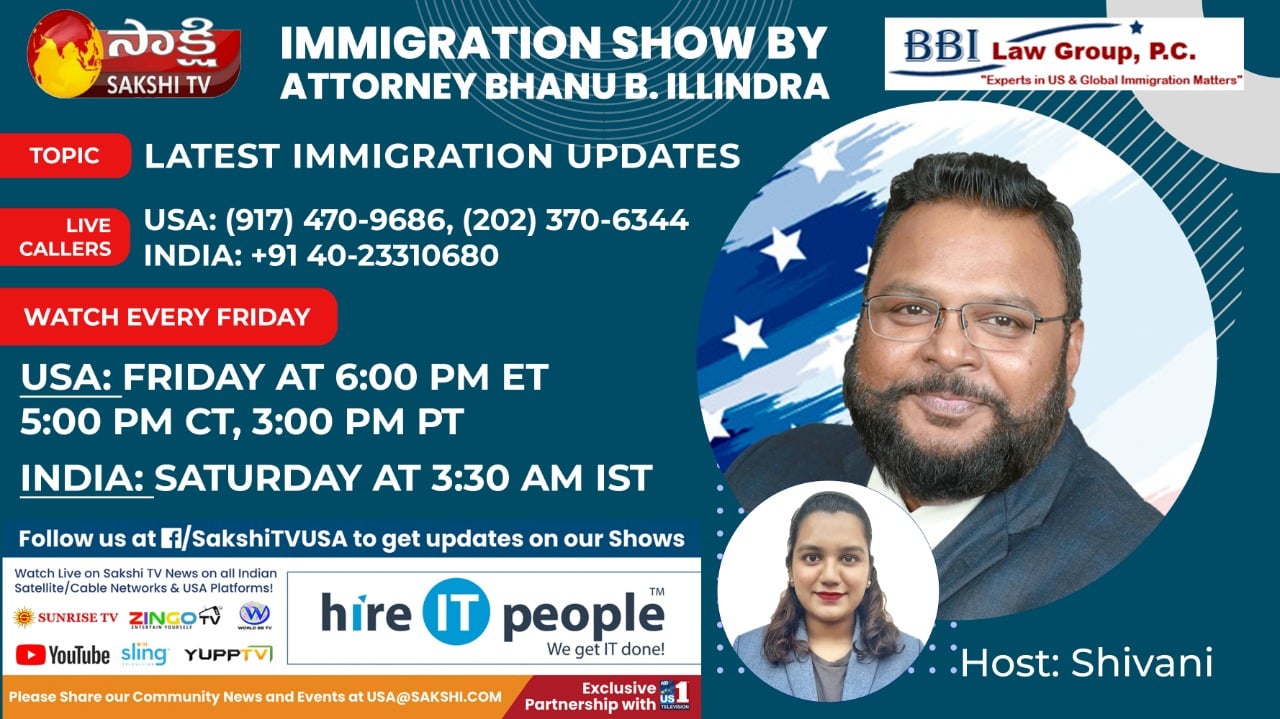 సాక్షి
SAKSHI TV
IMMIGRATION SHOW BY
ATTORNEY BHANU B. ILLINDRA
BBI Law Group, P.C.
"Experts in US & Global Immigration Matters"
TOPIC
LATEST IMMIGRATION UPDATES
LIVE
CALLERS
USA: (917) 470-9686, (202) 370-6344
INDIA: +91 40-23310680
WATCH EVERY FRIDAY
USA: FRIDAY AT 6:00 PM ET
5:00 PM CT, 3:00 PM PT
INDIA: SATURDAY AT 3:30 AM IST
Follow us at f/SakshiTVUSA to get updates on our Shows
Watch Live on Sakshi TV News on all Indian
Satellite/Cable Networks & USA Platforms!
SUNRISE TV
ZINGO TV
ENTERTAIN YOURSELF
WORLD BB TV
YouTube
sling
TELEVISION
YUPPTV
hire IT people™
We get IT done!
Please Share our Community News and Events at USA@SAKSHI.COM
Exclusive
Partnership with
US 1
TELEVISION
Host: Shivani